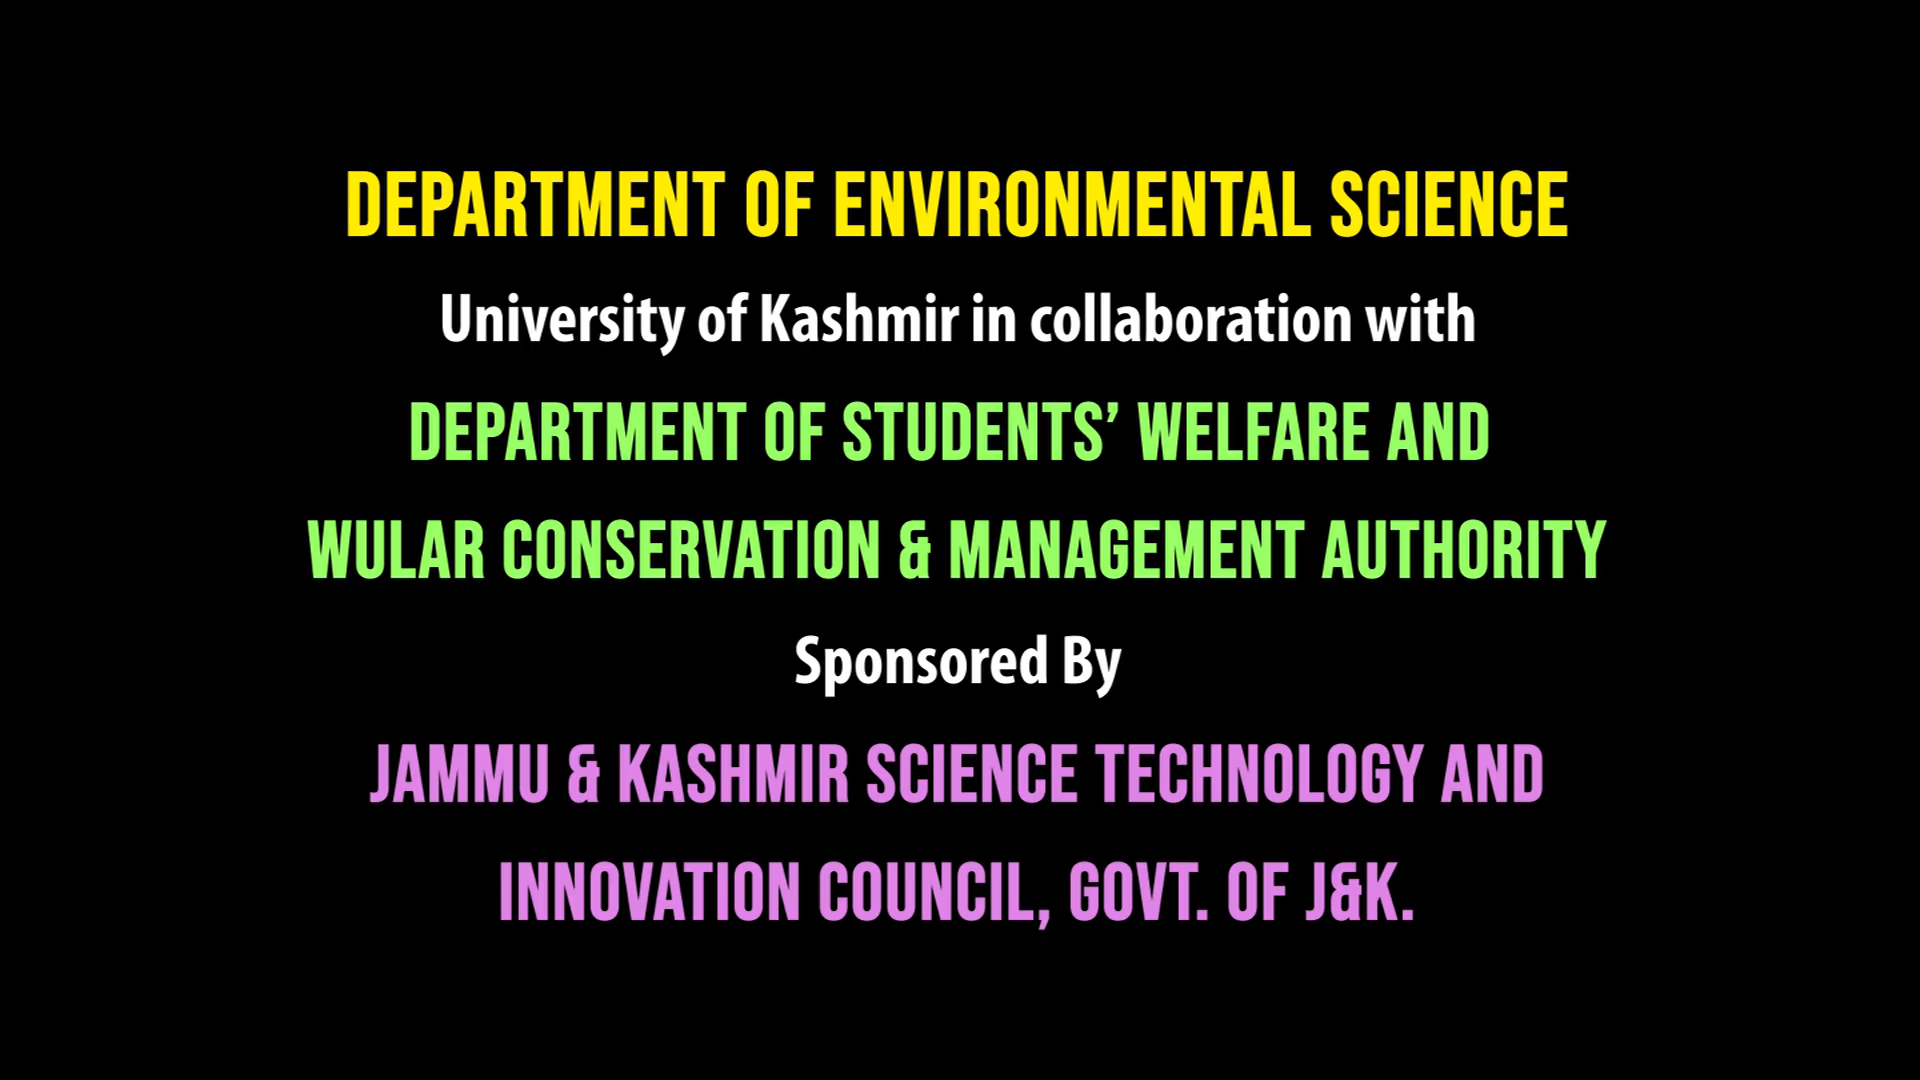 DEPARTMENT OF ENVIRONMENTAL SCIENCE
University of Kashmir in collaboration with
DEPARTMENT OF STUDENTS’ WELFARE AND
WULAR CONSERVATION & MANAGEMENT AUTHORITY
Sponsored By
JAMMU & KASHMIR SCIENCE TECHNOLOGY AND
INNOVATION COUNCIL, GOVT. OF J&K.